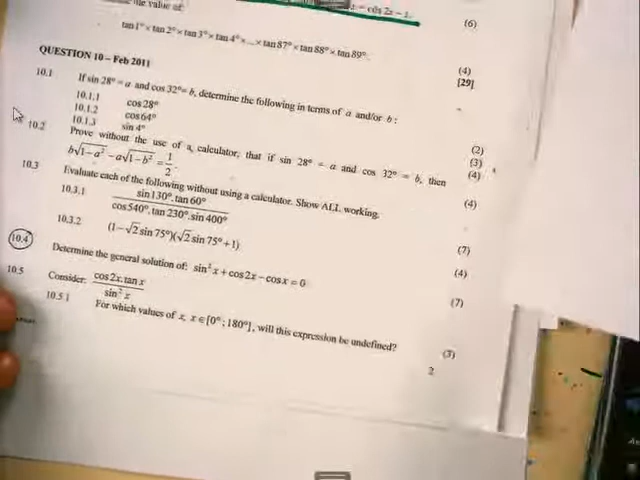 the value of:
= cos 2x − 1.
(6)
tan 1° × tan 2° × tan 3° × tan 4° × ... × tan 87° × tan 88° × tan 89°.
(4)
[29]
QUESTION 10 – Feb 2011
10.1 If sin 28° = a and cos 32° = b, determine the following in terms of a and/or b :
10.1.1 cos 28° (2)
10.1.2 cos 64° (3)
10.1.3 sin 4° (4)
10.2 Prove without the use of a calculator, that if sin 28° = a and cos 32° = b, then
b√(1−a²) − a√(1−b²) = 1/2. (4)
10.3 Evaluate each of the following without using a calculator. Show ALL working.
10.3.1 (sin 130°. tan 60°)/(cos 540°. tan 230°. sin 400°) (7)
10.3.2 (1−√2 sin 75°)(√2 sin 75° + 1) (4)
10.4 Determine the general solution of: sin² x + cos 2x − cos x = 0 (7)
10.5 Consider: (cos 2x. tan x)/(sin² x)
10.5.1 For which values of x, x ∈ [0° ; 180°], will this expression be undefined? (3)
2